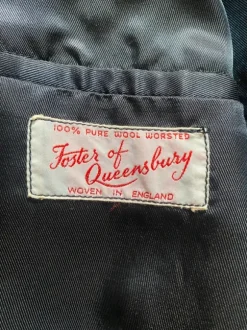 100% PURE WOOL WORSTED
Foster of
Queensbury
WOVEN IN ENGLAND